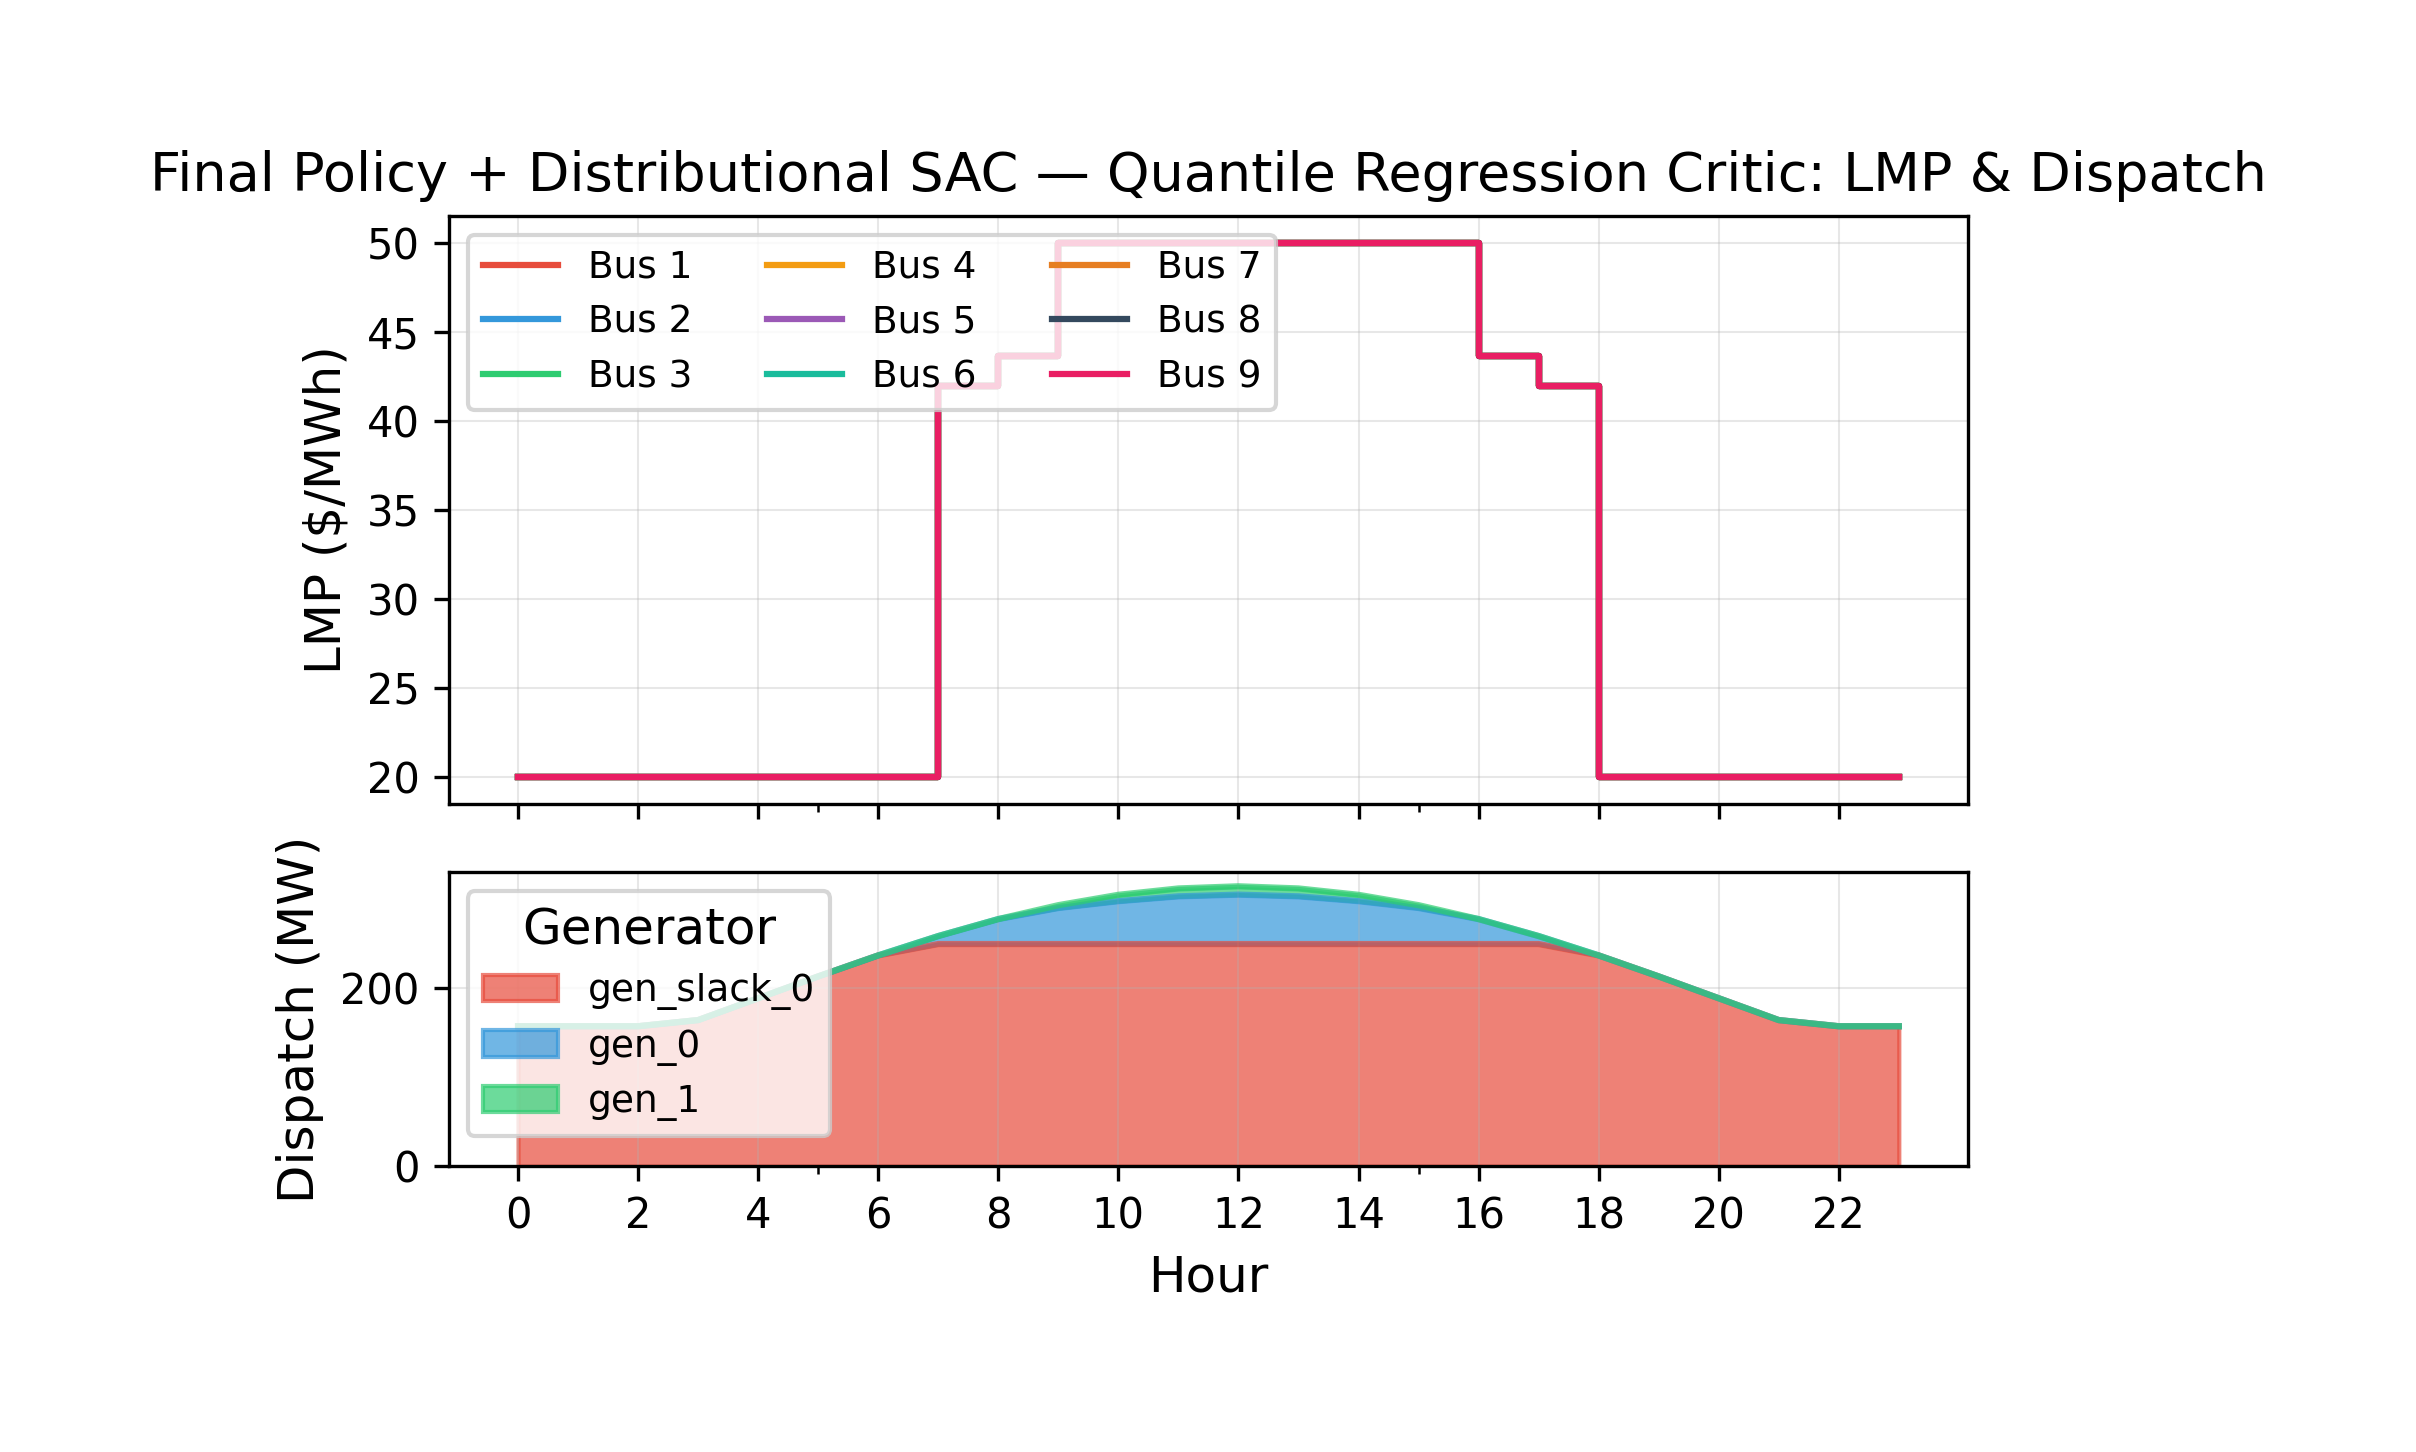 Final Policy + Distributional SAC — Quantile Regression Critic: LMP & Dispatch
LMP ($/MWh)
50
45
40
35
30
25
20
Bus 1
Bus 2
Bus 3
Bus 4
Bus 5
Bus 6
Bus 7
Bus 8
Bus 9
Dispatch (MW)
200
0
Generator
gen_slack_0
gen_0
gen_1
0 2 4 6 8 10 12 14 16 18 20 22
Hour